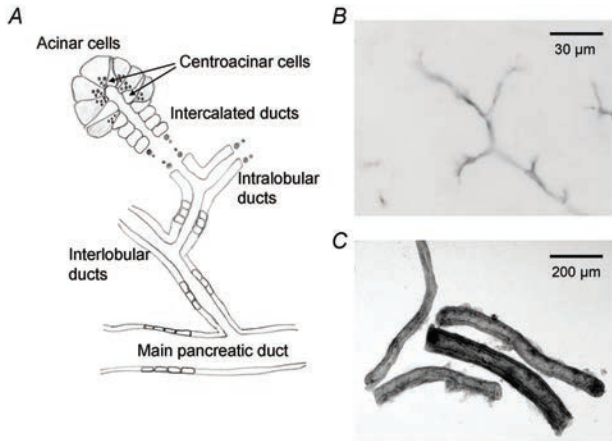 A
Acinar cells
Centroacinar cells
Intercalated ducts
Intralobular
ducts
Interlobular
ducts
Main pancreatic duct
B
30 µm
C
200 µm